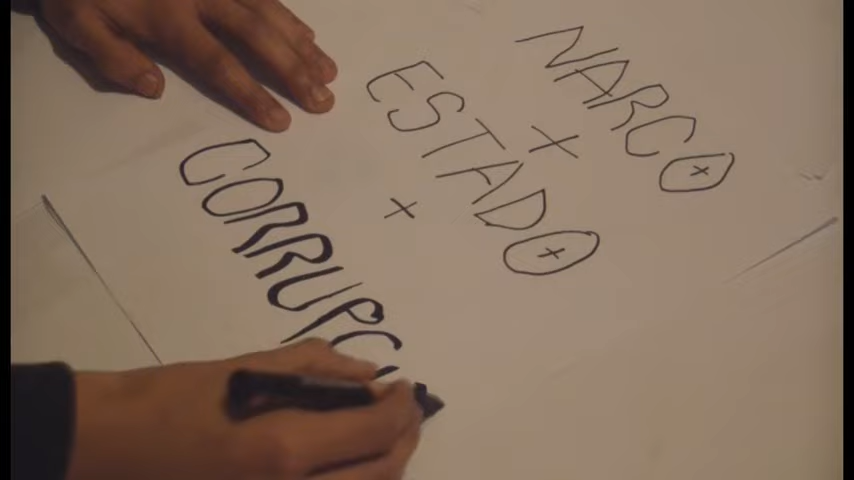 NARCO
+
ESTADO
+
CORRUPC